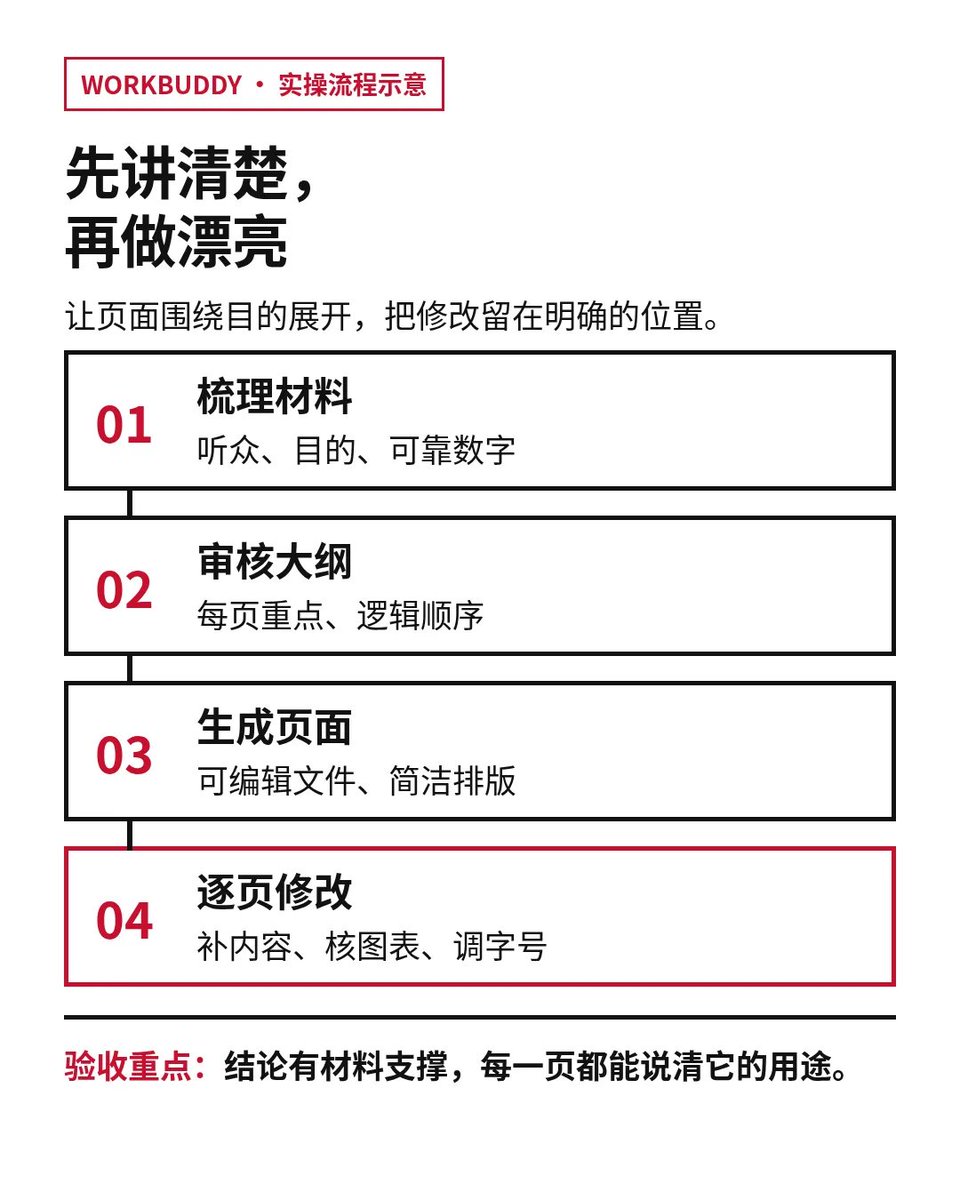 WORKBUDDY · 实操流程示意
先讲清楚，
再做漂亮
让页面围绕目的展开，把修改留在明确的位置。
01
梳理材料
听众、目的、可靠数字
02
审核大纲
每页重点、逻辑顺序
03
生成页面
可编辑文件、简洁排版
04
逐页修改
补内容、核图表、调字号
验收重点：结论有材料支撑，每一页都能说清它的用途。